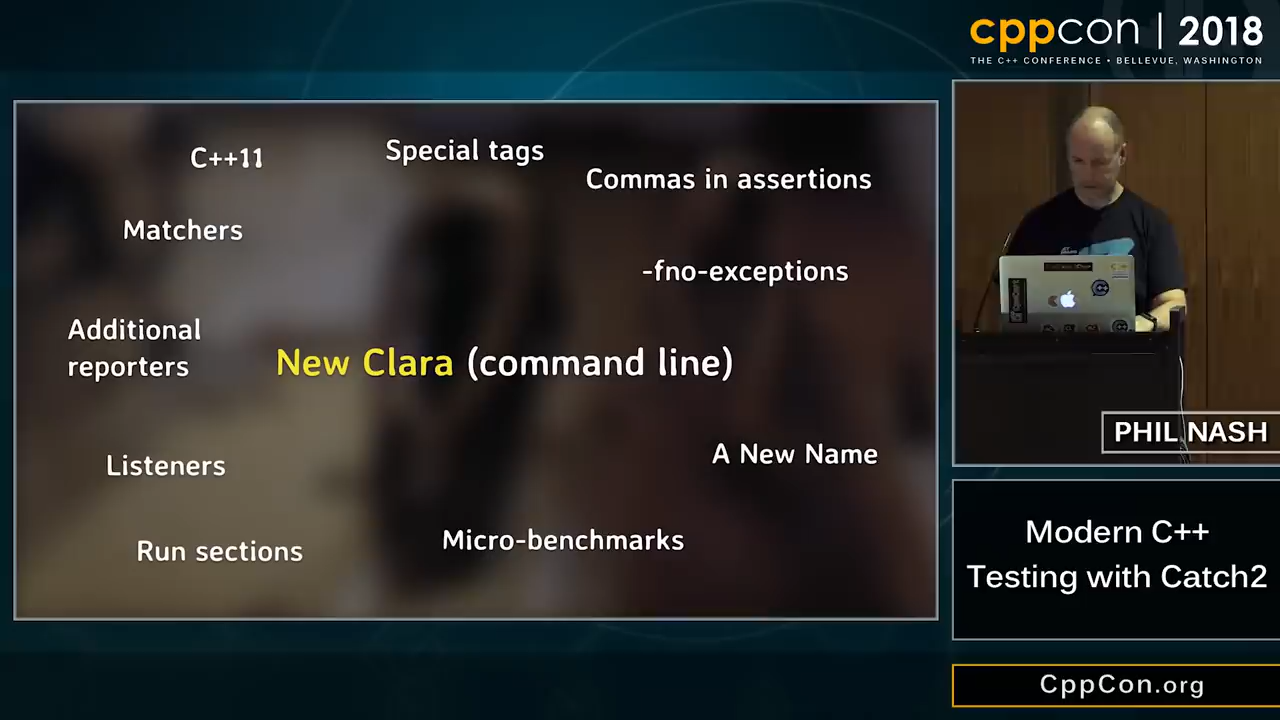 cppcon | 2018
THE C++ CONFERENCE • BELLEVUE, WASHINGTON
C++11
Special tags
Commas in assertions
Matchers
-fno-exceptions
Additional
reporters
New Clara (command line)
A New Name
Listeners
Run sections
Micro-benchmarks
PHIL NASH
Modern C++
Testing with Catch2
CppCon.org